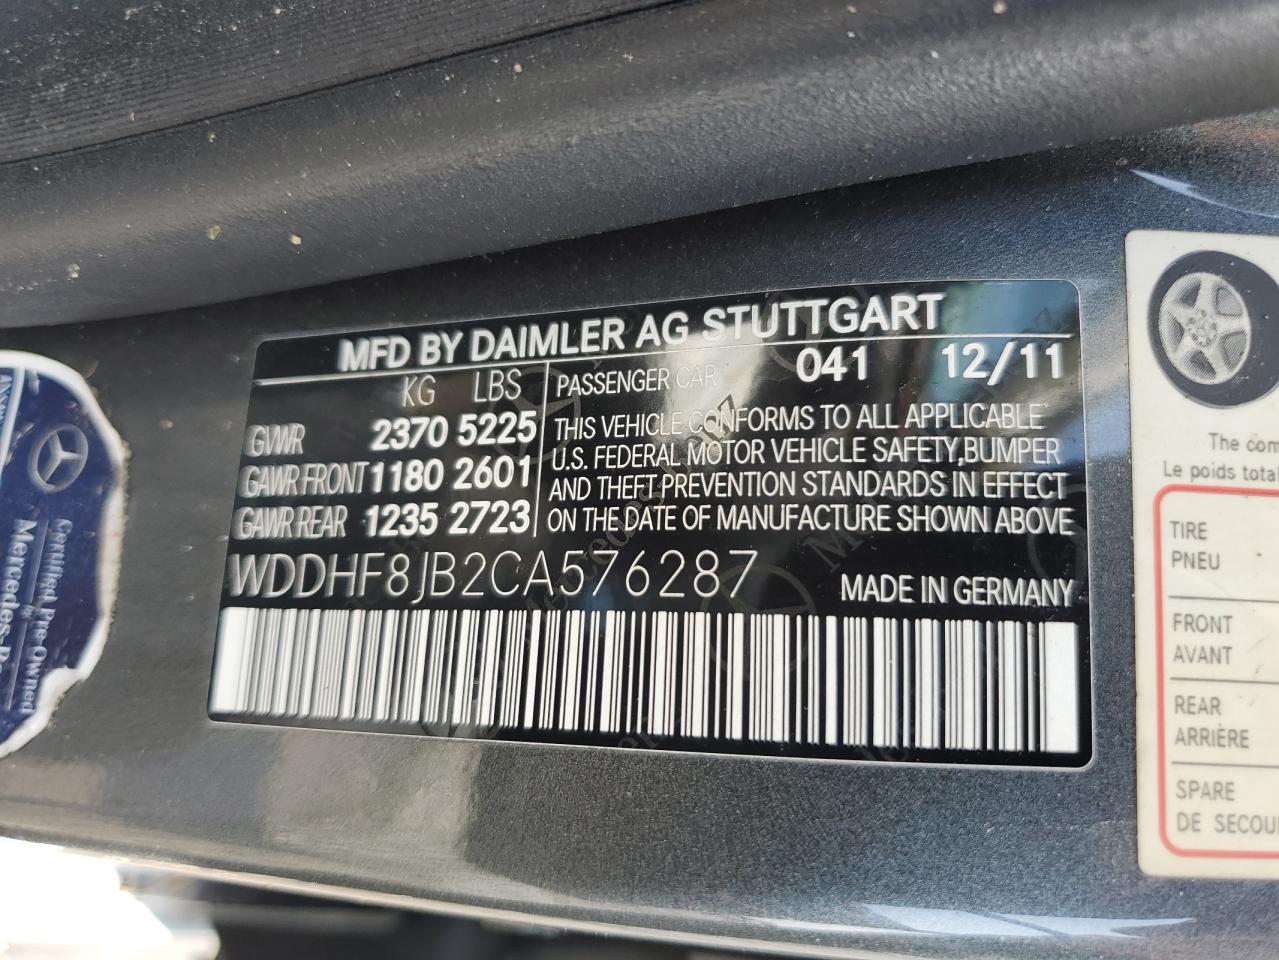 MFD BY DAIMLER AG STUTTGART
KG LBS
GVWR 2370 5225
GAWR FRONT 1180 2601
GAWR REAR 1235 2723
PASSENGER CAR 041 12/11
THIS VEHICLE CONFORMS TO ALL APPLICABLE
U.S. FEDERAL MOTOR VEHICLE SAFETY,BUMPER
AND THEFT PREVENTION STANDARDS IN EFFECT
ON THE DATE OF MANUFACTURE SHOWN ABOVE
WDDHF8JB2CA576287 MADE IN GERMANY
Certified Pre-Owned
The com
Le poids tota
TIRE
PNEU
FRONT
AVANT
REAR
ARRIÈRE
SPARE
DE SECOU